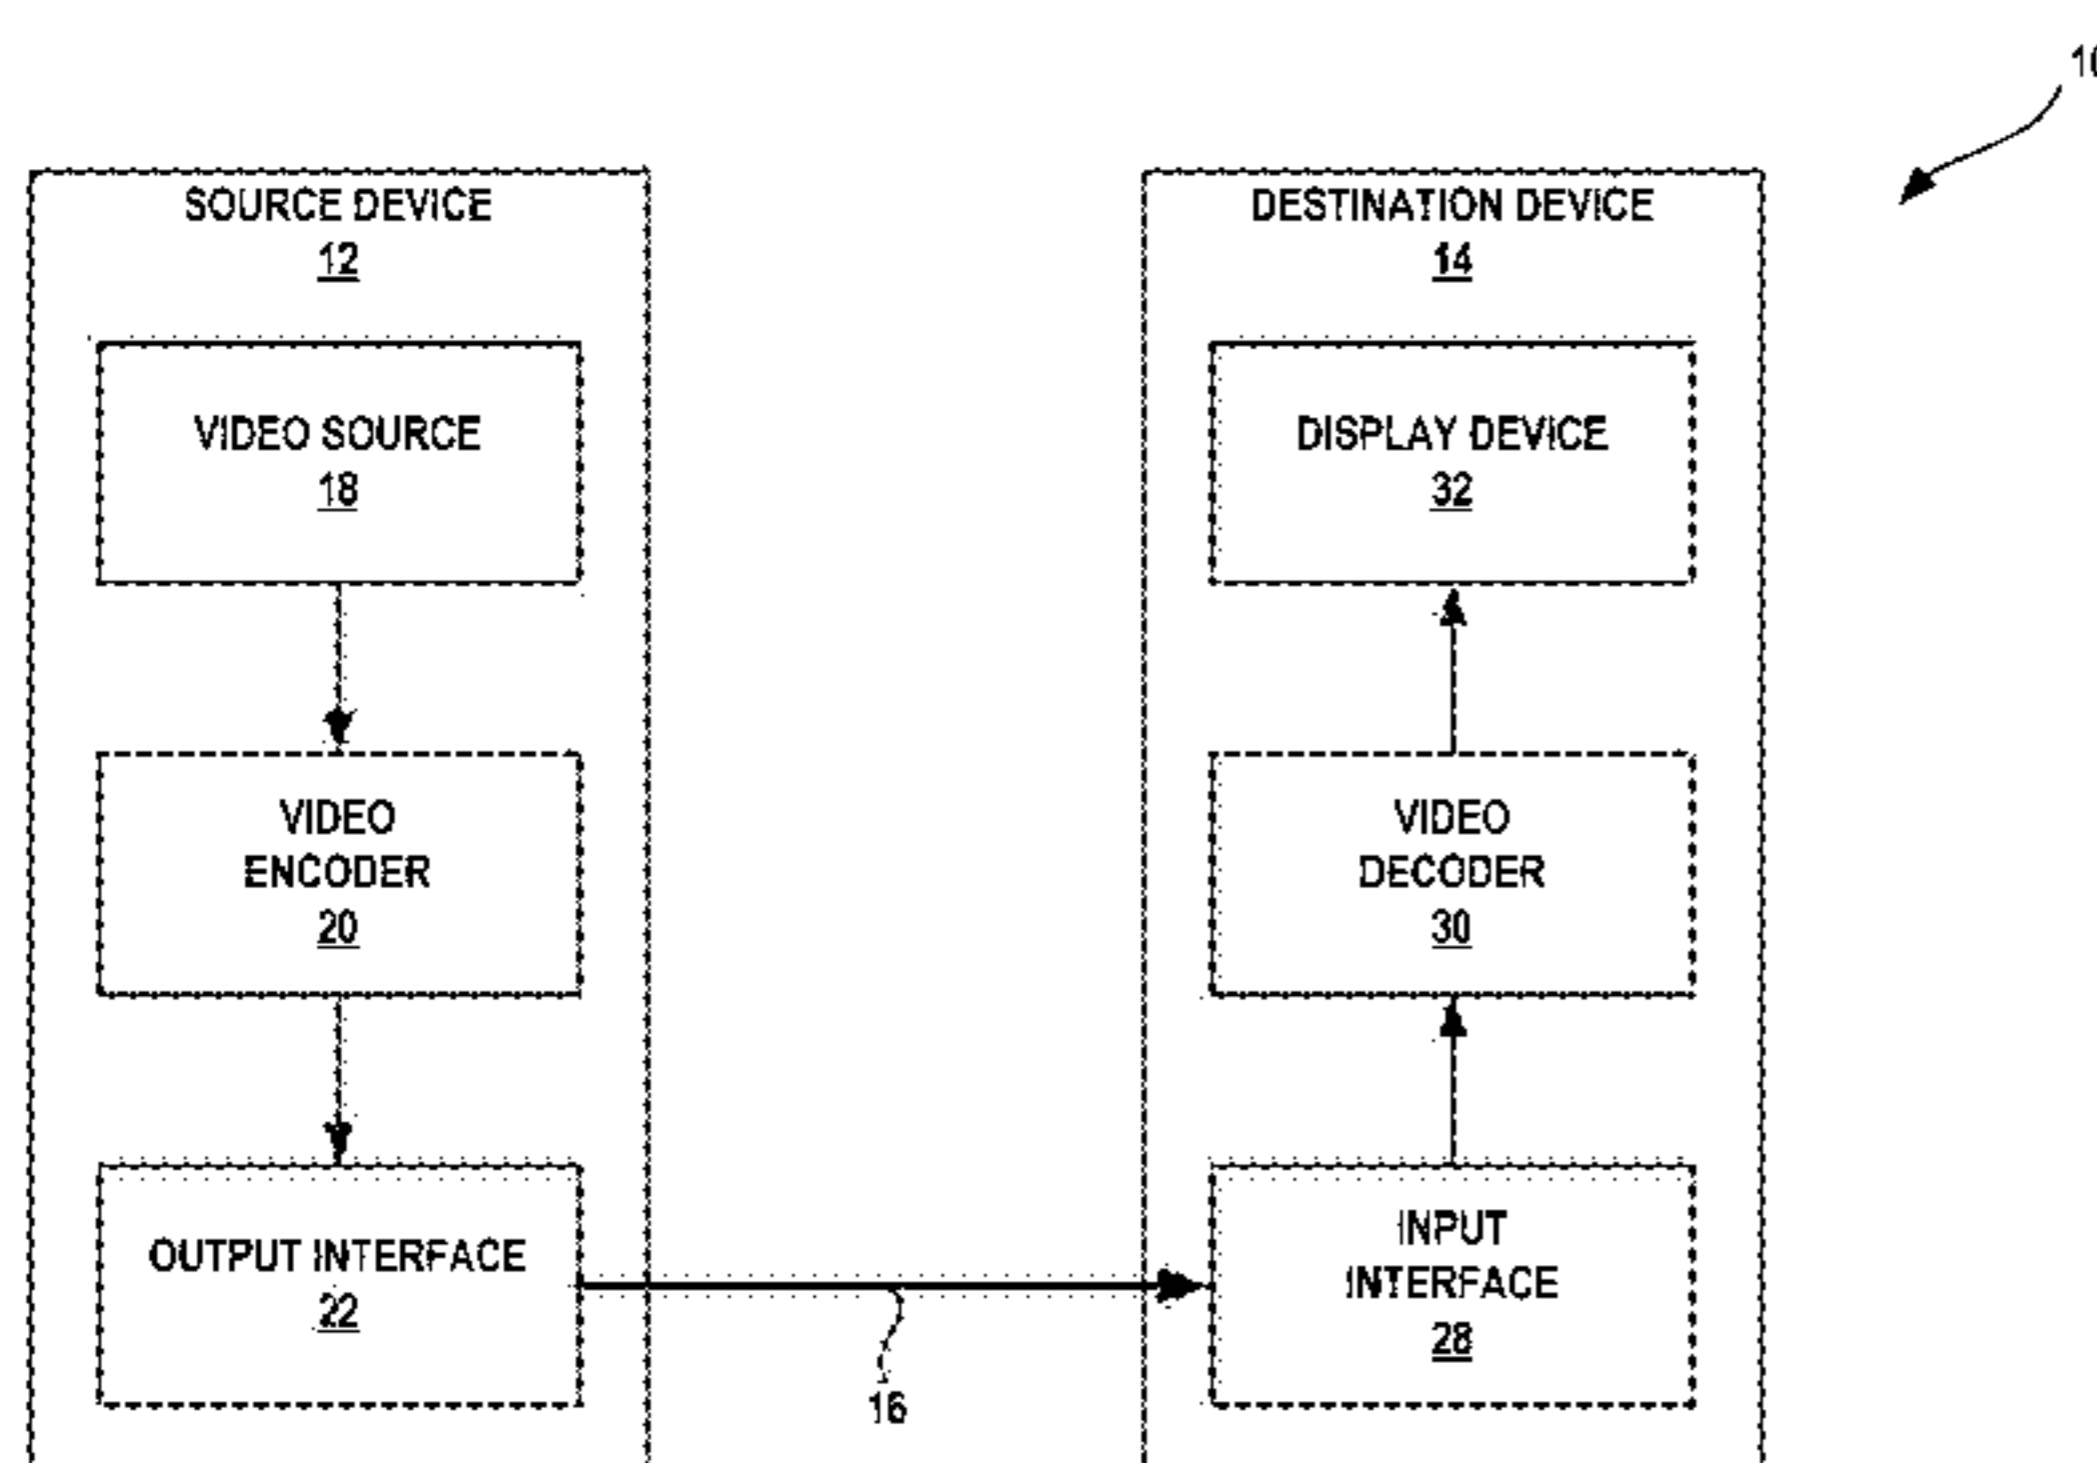 10
SOURCE DEVICE
12
VIDEO SOURCE
18
VIDEO
ENCODER
20
OUTPUT INTERFACE
22
16
DESTINATION DEVICE
14
DISPLAY DEVICE
32
VIDEO
DECODER
30
INPUT
INTERFACE
28